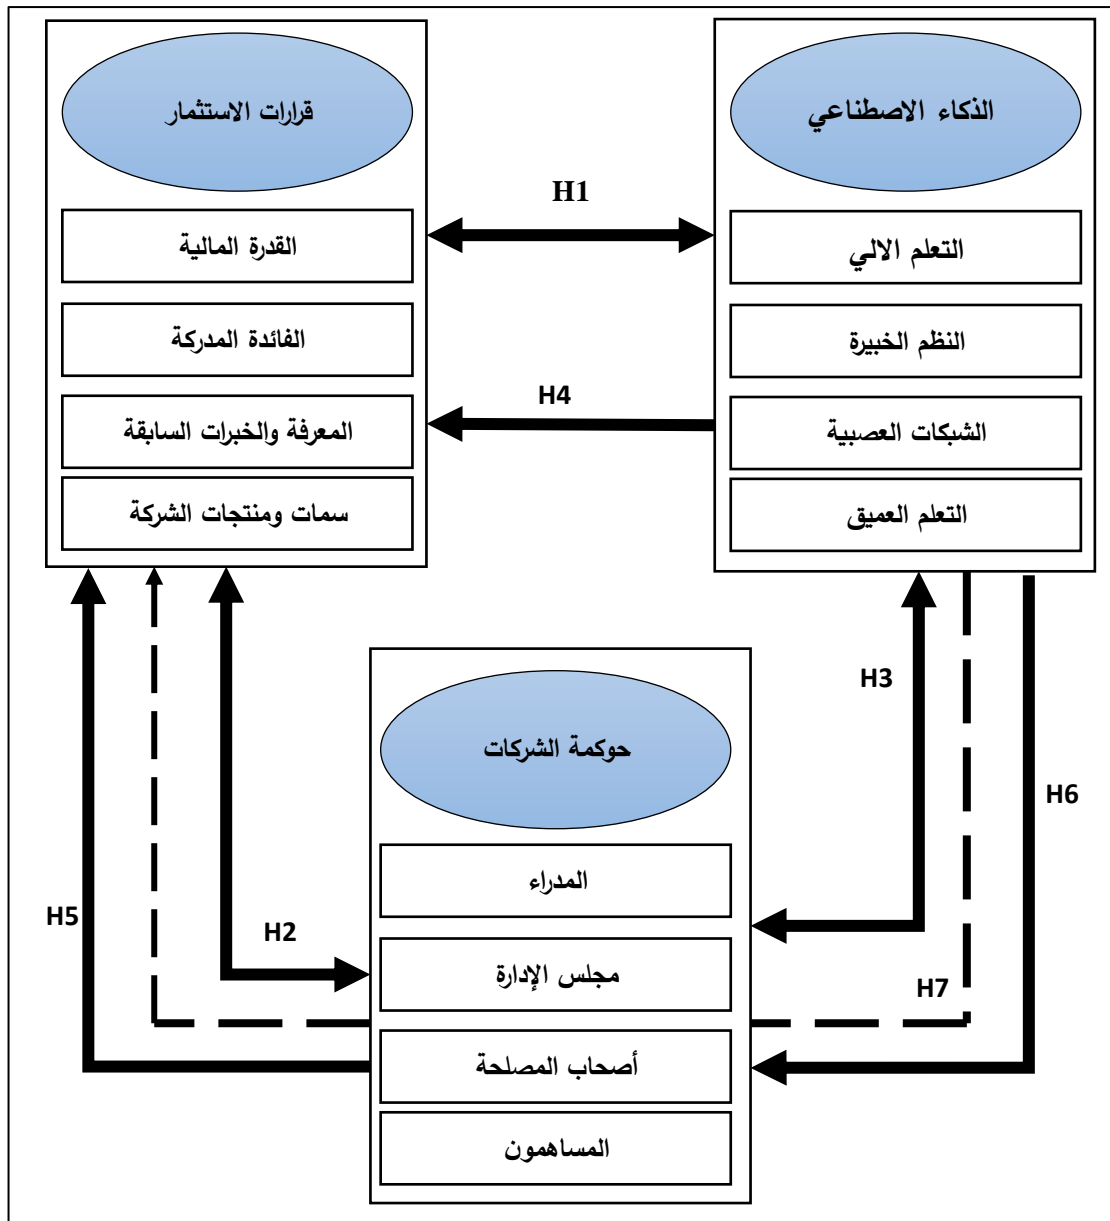 الذكاء الاصطناعي
التعلم الالي
النظم الخبيرة
الشبكات العصبية
التعلم العميق
H1
H4
قرارات الاستثمار
القدرة المالية
الفائدة المدركة
المعرفة والخبرات السابقة
سمات ومنتجات الشركة
H3
H6
H7
حوكمة الشركات
المدراء
مجلس الإدارة
أصحاب المصلحة
المساهمون
H2
H5